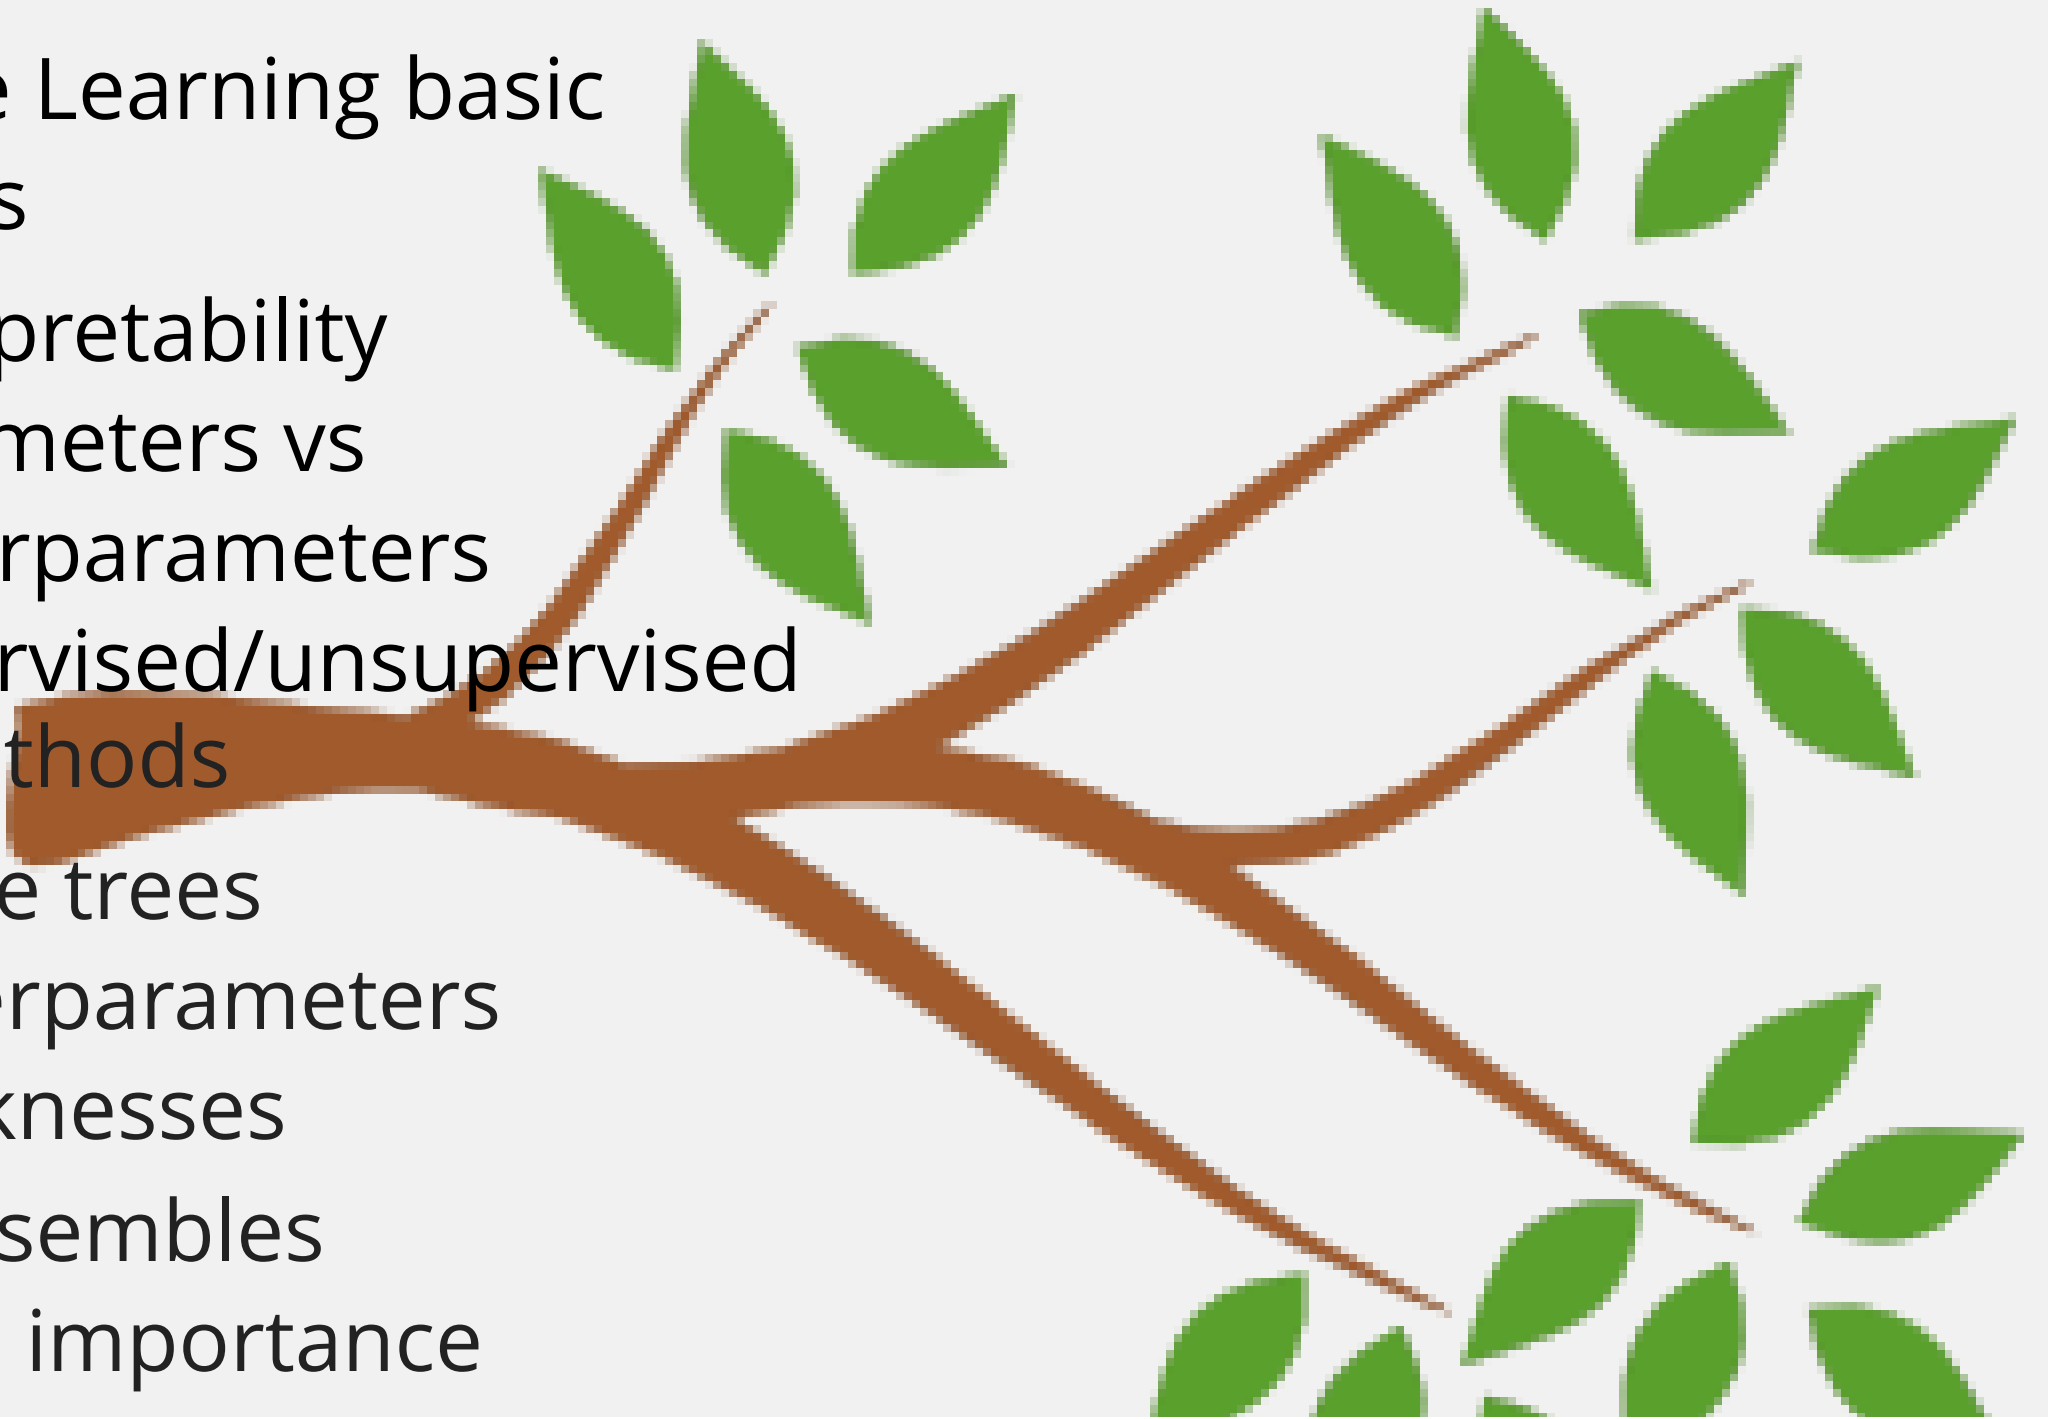 e Learning basic
s
pretability
meters vs
rparameters
rvised/unsupervised
thods
e trees
erparameters
knesses
sembles
importance